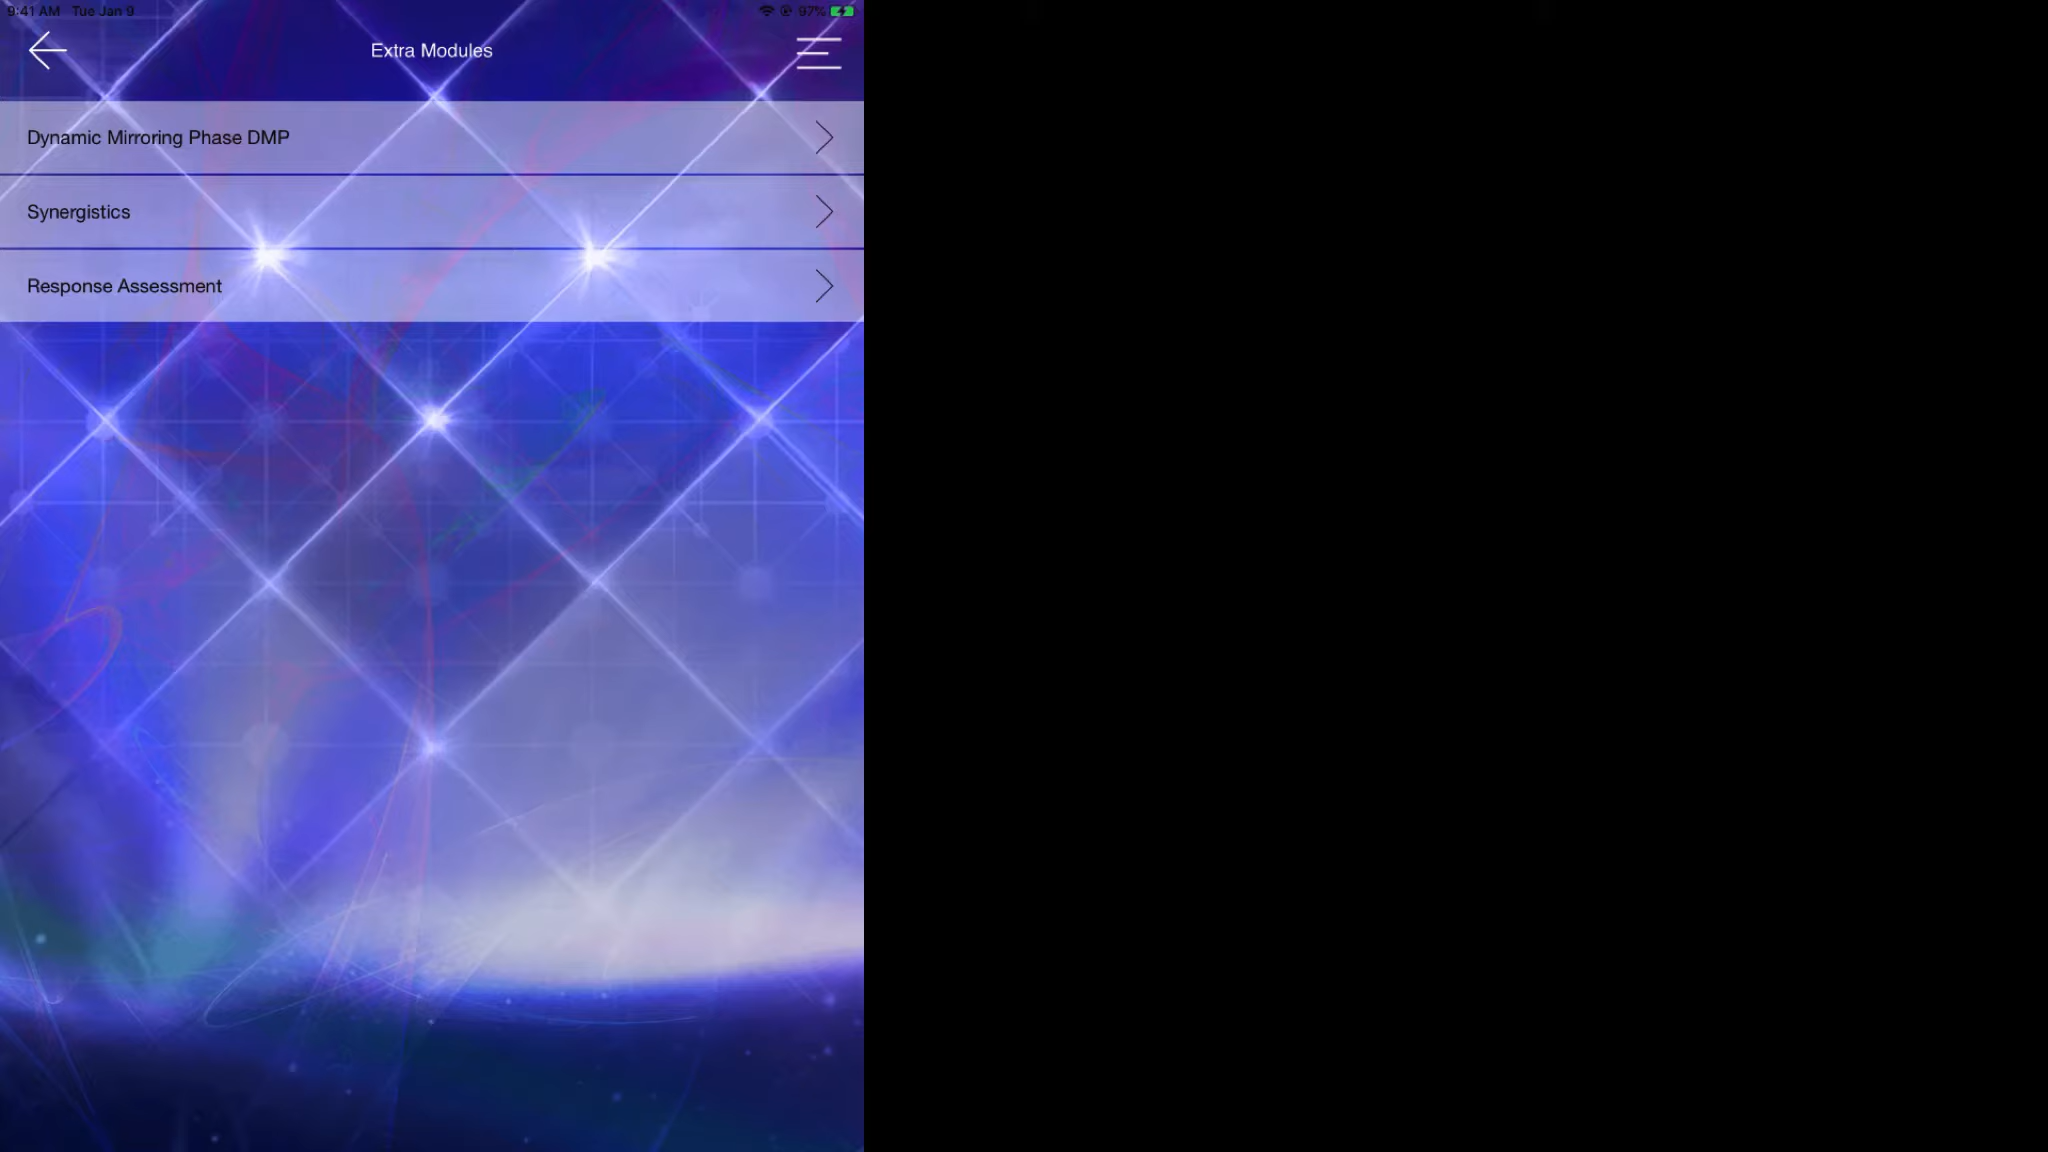 9:41 AM Tue Jan 9
97%
Extra Modules
Dynamic Mirroring Phase DMP
Synergistics
Response Assessment